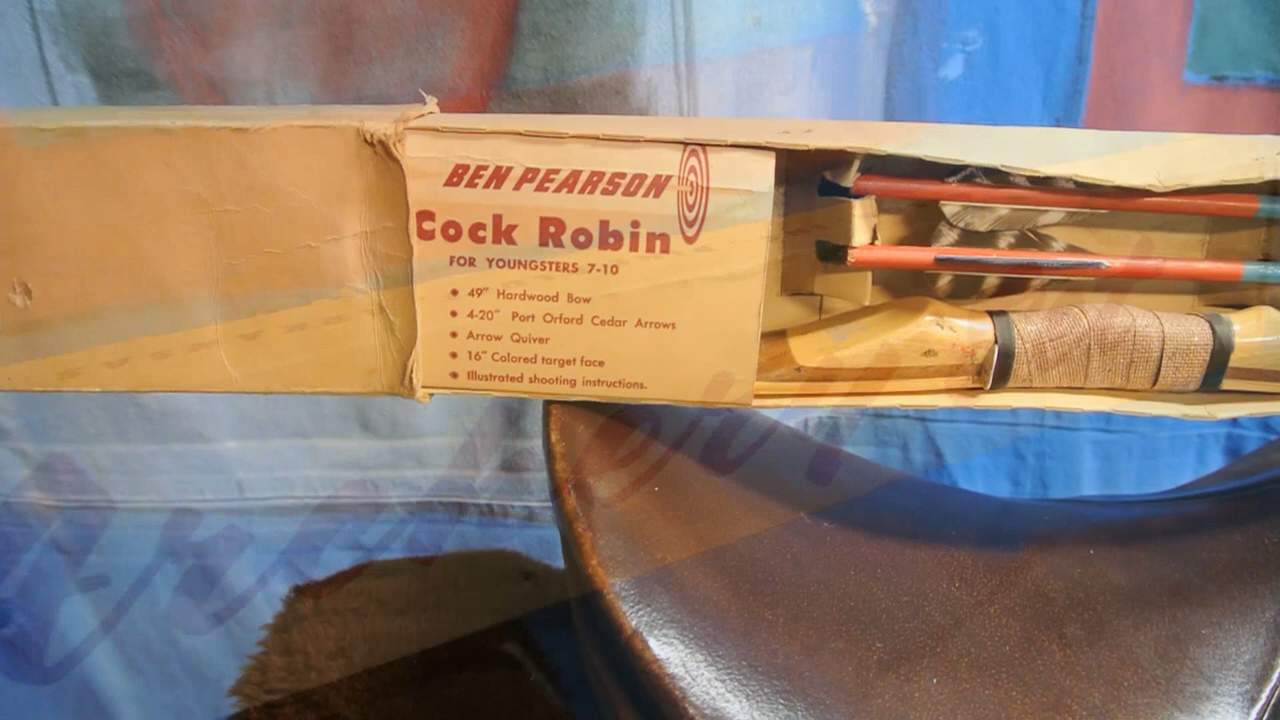 BEN PEARSON
Cock Robin
FOR YOUNGSTERS 7-10
49" Hardwood Bow
4-20" Port Orford Cedar Arrows
Arrow Quiver
16" Colored target face
Illustrated shooting instructions.